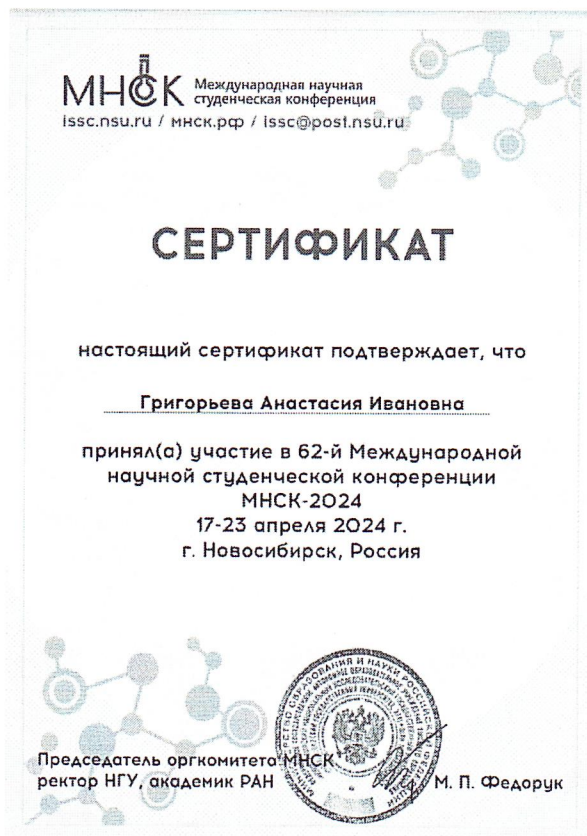 МНСК Международная научная
студенческая конференция
issc.nsu.ru / мнск.рф / issc@post.nsu.ru
СЕРТИФИКАТ
настоящий сертификат подтверждает, что
Григорьева Анастасия Ивановна
принял(а) участие в 62-й Международной
научной студенческой конференции
МНСК-2024
17-23 апреля 2024 г.
г. Новосибирск, Россия
Председатель оргкомитета МНСК
ректор НГУ, академик РАН
М. П. Федорук